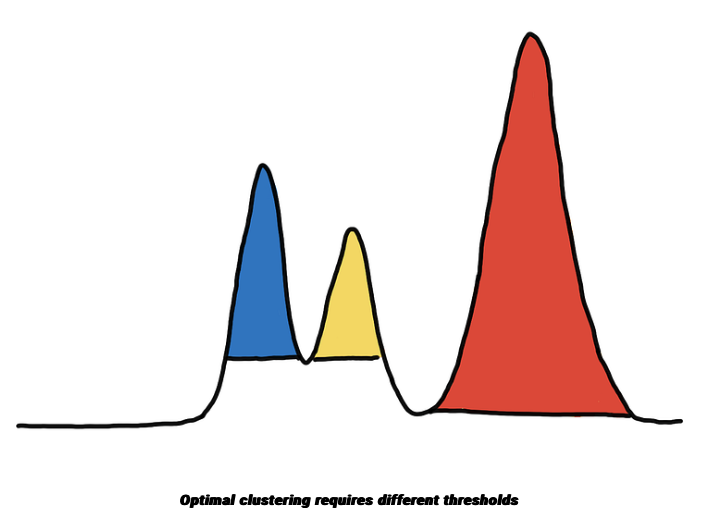 Optimal clustering requires different thresholds